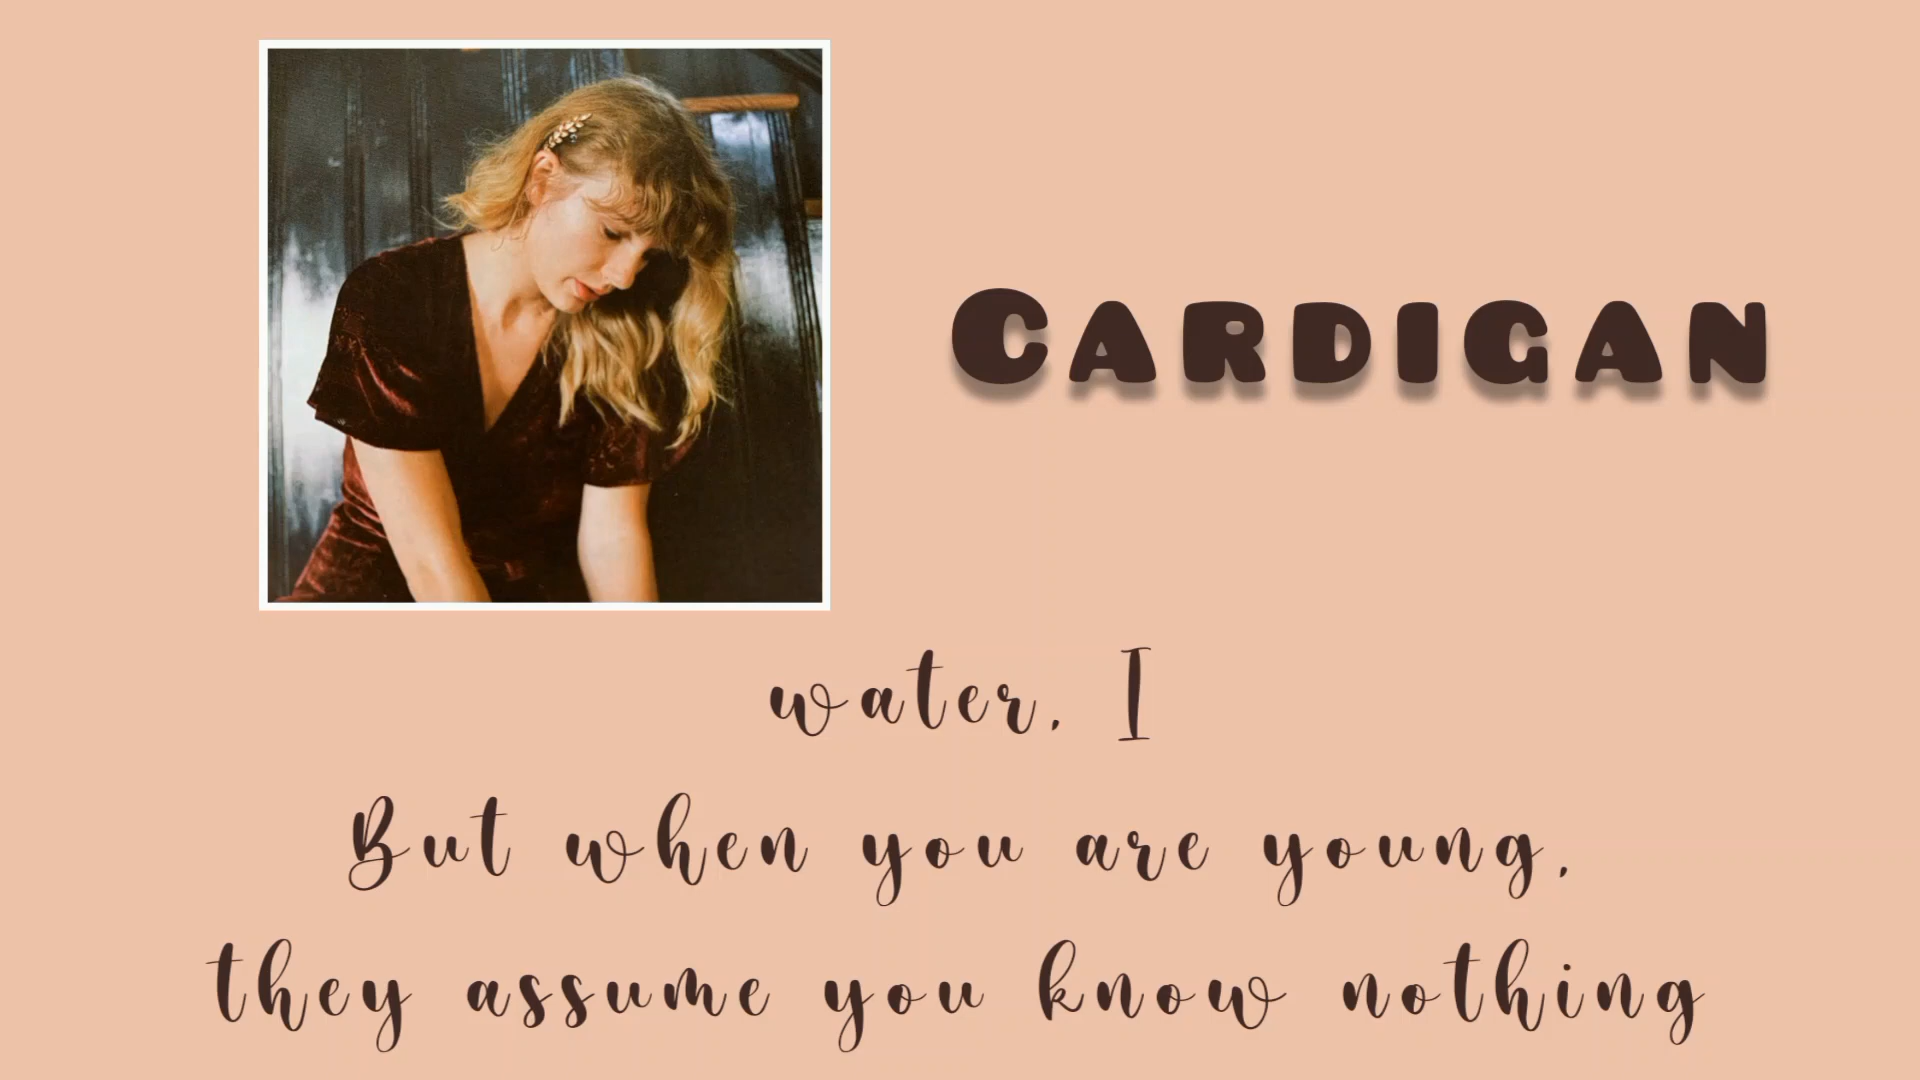 Cardigan
water, I
But when you are young,
they assume you know nothing